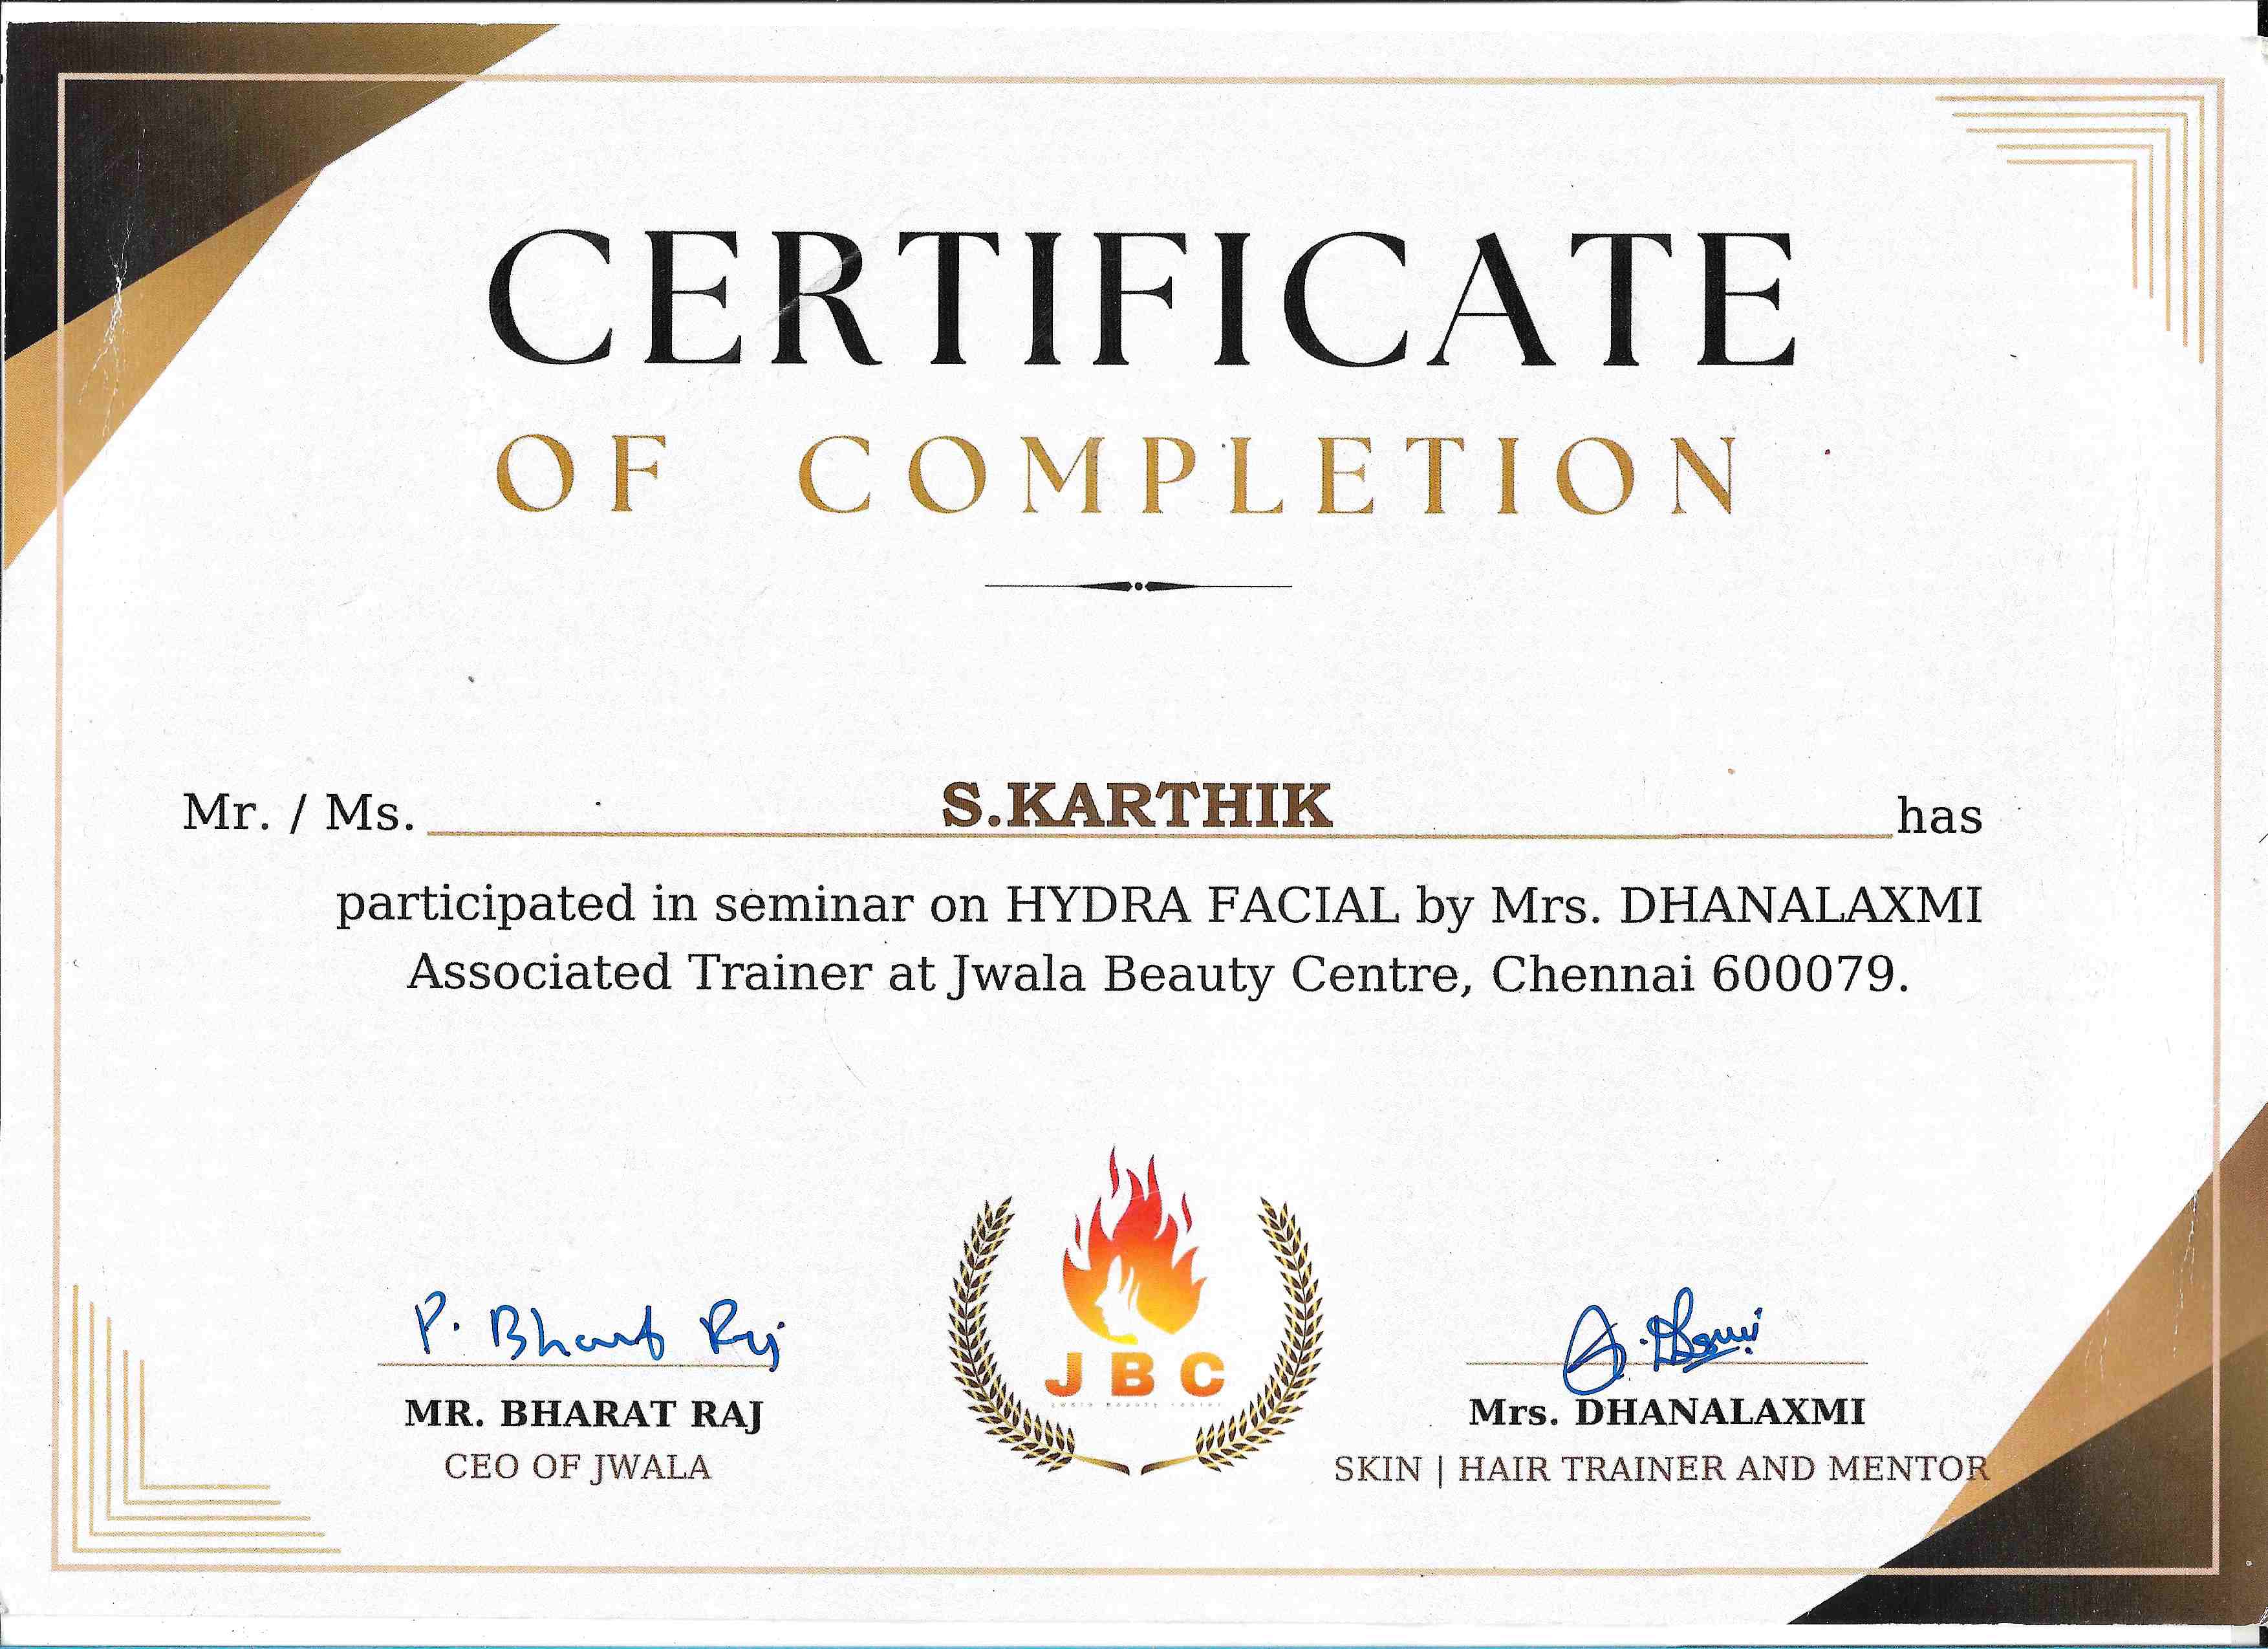 CERTIFICATE
OF COMPLETION
Mr. / Ms. S.KARTHIK has
participated in seminar on HYDRA FACIAL by Mrs. DHANALAXMI
Associated Trainer at Jwala Beauty Centre, Chennai 600079.
P. Bharat Raj
JBC
MR. BHARAT RAJ
CEO OF JWALA
Mrs. DHANALAXMI
SKIN | HAIR TRAINER AND MENTOR